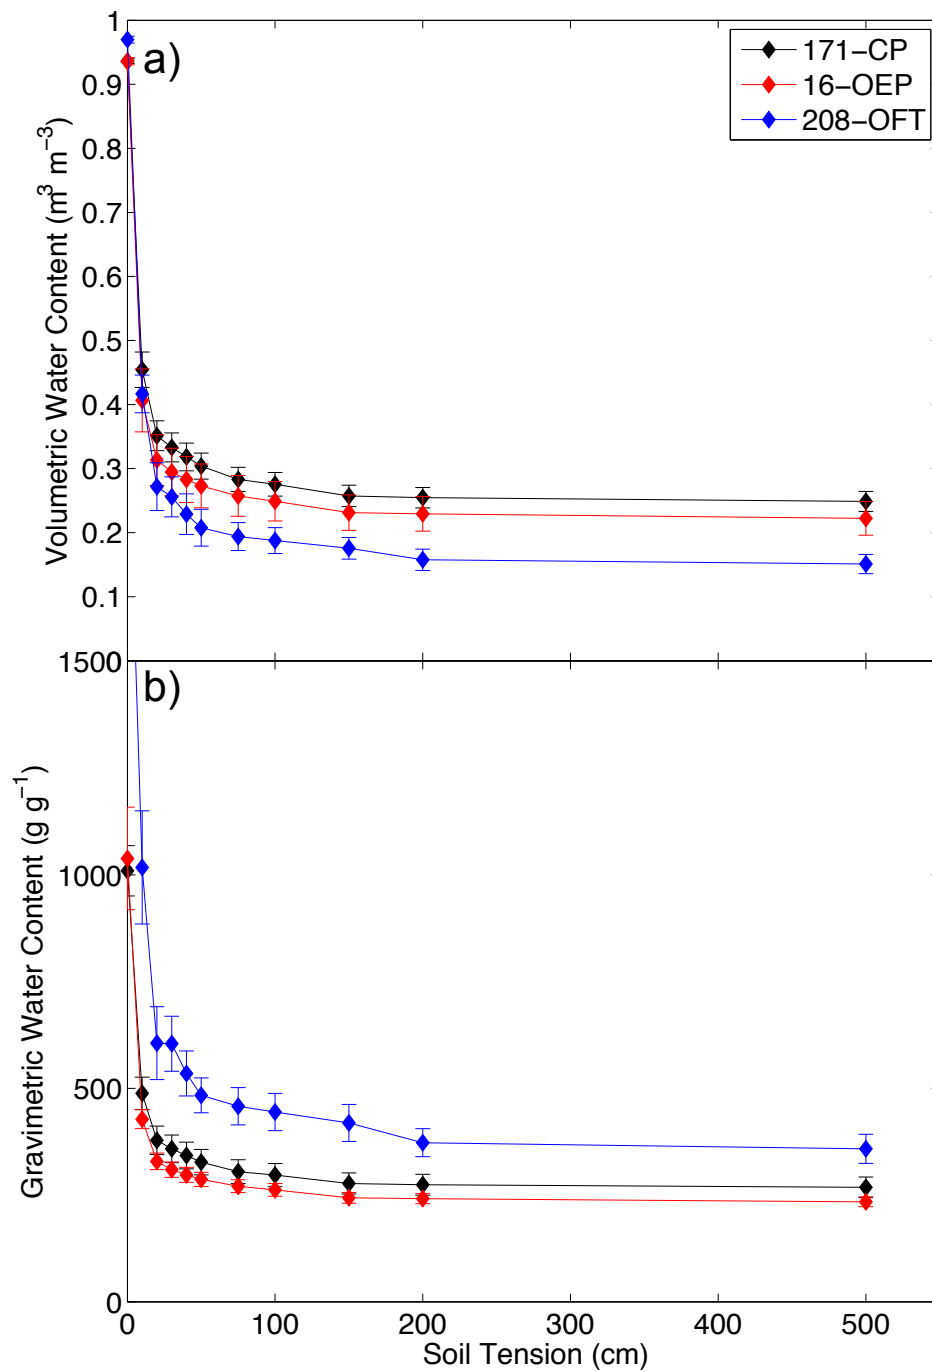 a)
171−CP
16−OEP
208−OFT
Volumetric Water Content (m³ m⁻³)
1
0.9
0.8
0.7
0.6
0.5
0.4
0.3
0.2
0.1
0
b)
Gravimetric Water Content (g g⁻¹)
1500
1000
500
0
0 100 200 300 400 500
Soil Tension (cm)